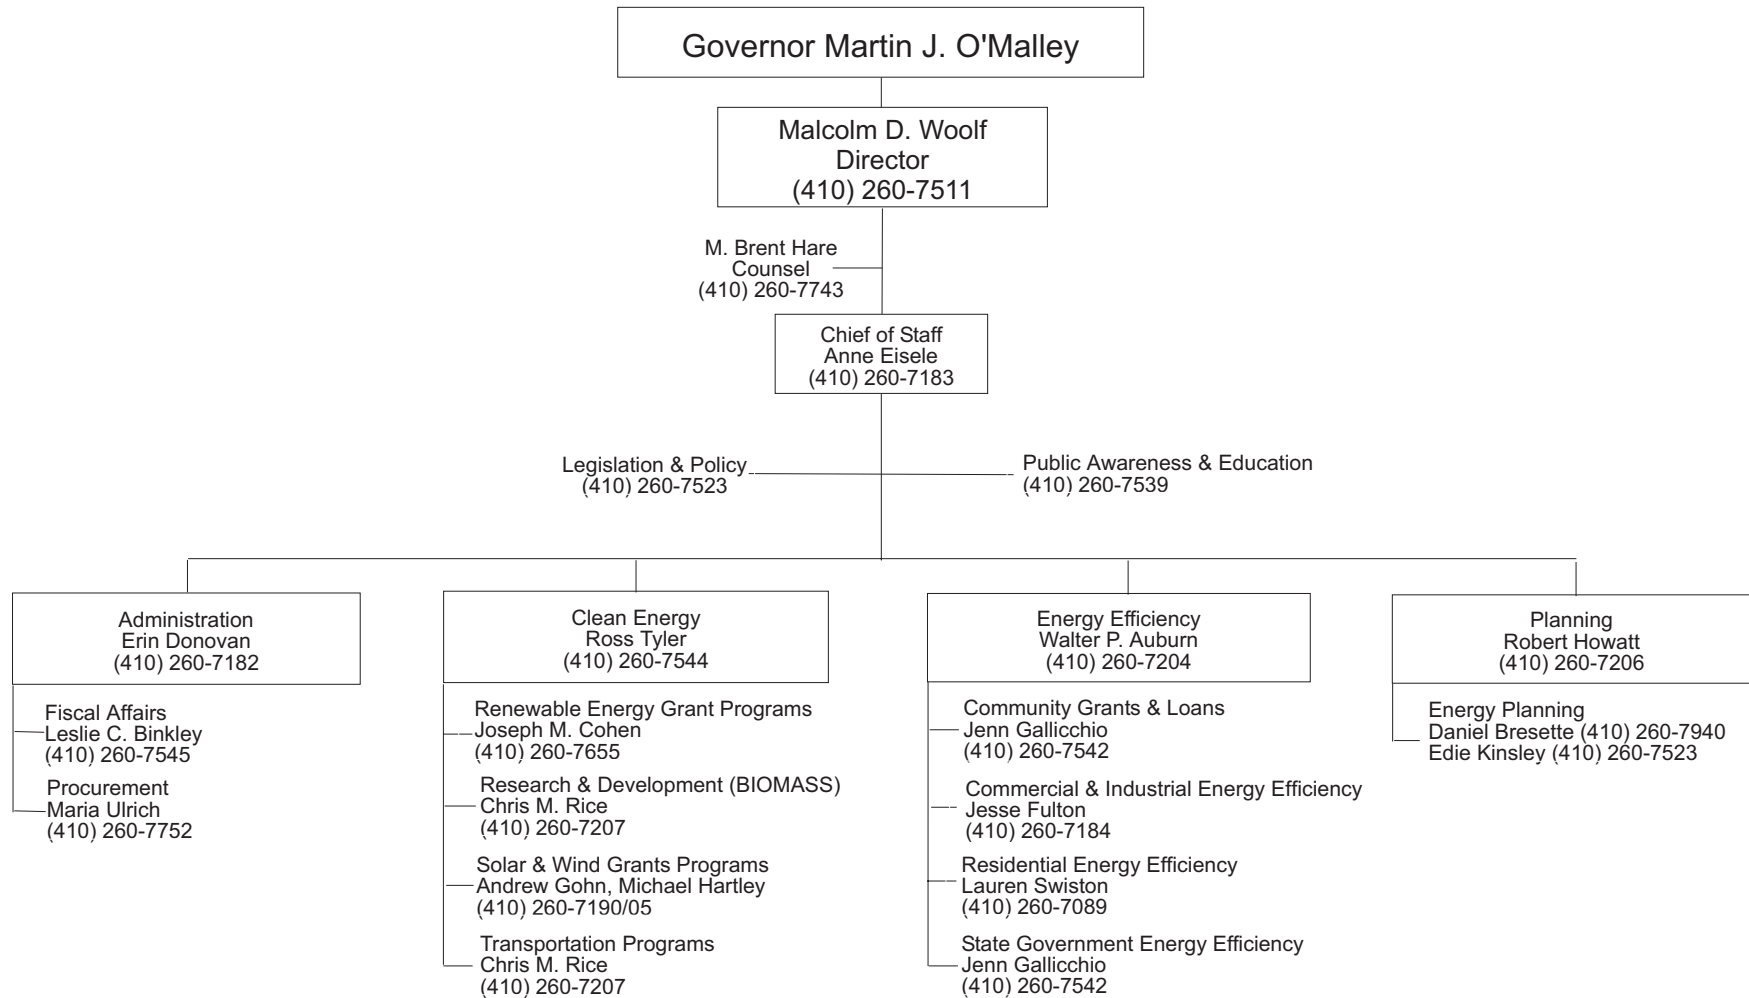 Governor Martin J. O'Malley
Malcolm D. Woolf
Director
(410) 260-7511
M. Brent Hare
Counsel
(410) 260-7743
Chief of Staff
Anne Eisele
(410) 260-7183
Legislation & Policy
(410) 260-7523
Public Awareness & Education
(410) 260-7539
Administration
Erin Donovan
(410) 260-7182
Fiscal Affairs
Leslie C. Binkley
(410) 260-7545
Procurement
Maria Ulrich
(410) 260-7752
Clean Energy
Ross Tyler
(410) 260-7544
Renewable Energy Grant Programs
Joseph M. Cohen
(410) 260-7655
Research & Development (BIOMASS)
Chris M. Rice
(410) 260-7207
Solar & Wind Grants Programs
Andrew Gohn, Michael Hartley
(410) 260-7190/05
Transportation Programs
Chris M. Rice
(410) 260-7207
Energy Efficiency
Walter P. Auburn
(410) 260-7204
Community Grants & Loans
Jenn Gallicchio
(410) 260-7542
Commercial & Industrial Energy Efficiency
Jesse Fulton
(410) 260-7184
Residential Energy Efficiency
Lauren Swiston
(410) 260-7089
State Government Energy Efficiency
Jenn Gallicchio
(410) 260-7542
Planning
Robert Howatt
(410) 260-7206
Energy Planning
Daniel Bresette (410) 260-7940
Edie Kinsley (410) 260-7523